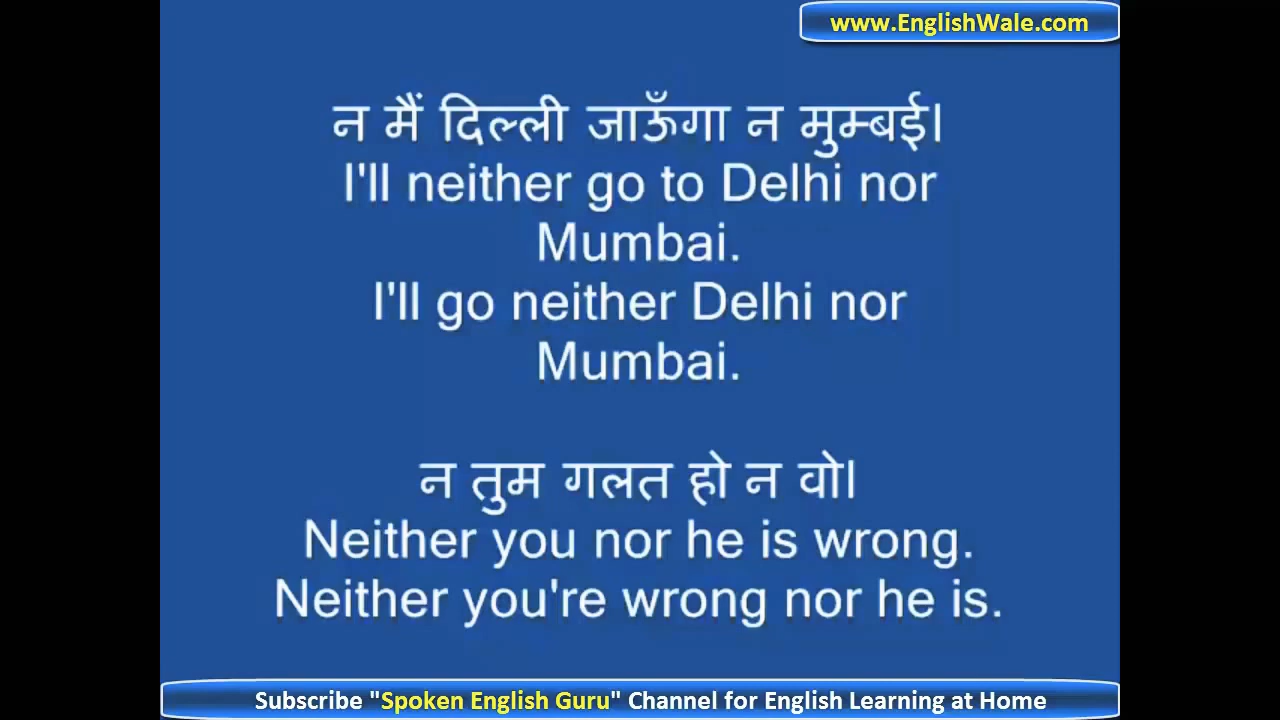 www.EnglishWale.com
न मैं दिल्ली जाऊँगा न मुम्बई।
I'll neither go to Delhi nor
Mumbai.
I'll go neither Delhi nor
Mumbai.
न तुम गलत हो न वो।
Neither you nor he is wrong.
Neither you're wrong nor he is.
Subscribe "Spoken English Guru" Channel for English Learning at Home